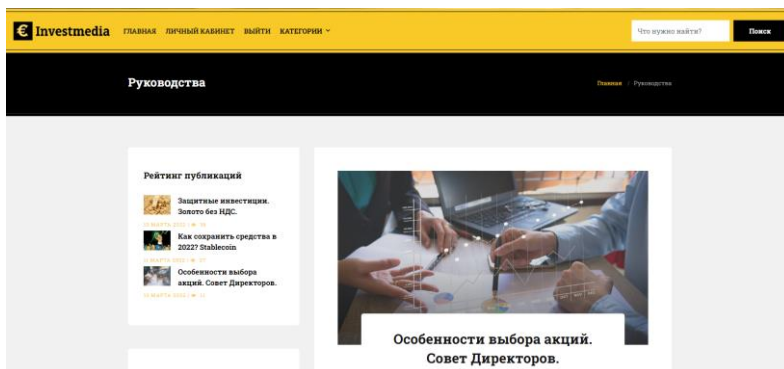 € Investmedia ГЛАВНАЯ ЛИЧНЫЙ КАБИНЕТ ВЫЙТИ КАТЕГОРИИ Что нужно найти? Поиск
Руководства Главная / Руководства
Рейтинг публикаций
Защитные инвестиции.
Золото без НДС.
Как сохранить средства в
2022? Stablecoin
Особенности выбора
акций. Совет Директоров.
Особенности выбора акций.
Совет Директоров.